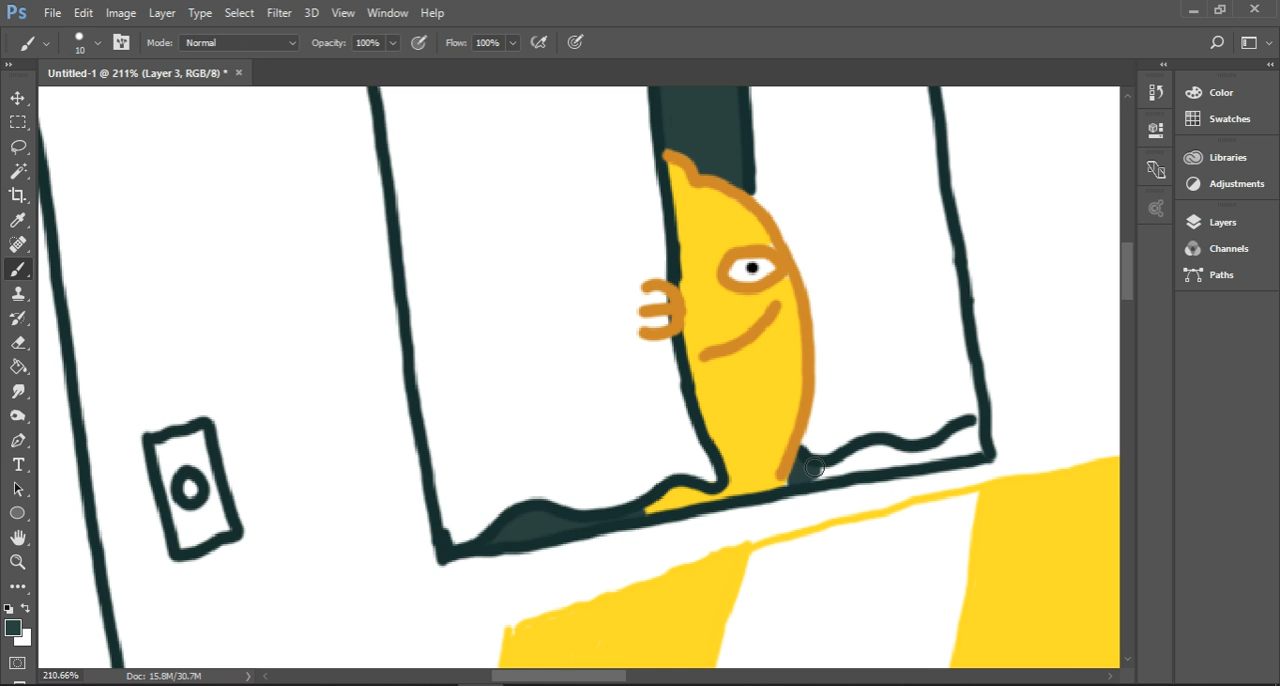 Ps File Edit Image Layer Type Select Filter 3D View Window Help
10 Mode: Normal Opacity: 100% Flow: 100%
Untitled-1 @ 211% (Layer 3, RGB/8) * ×
Color
Swatches
Libraries
Adjustments
Layers
Channels
Paths
T
210.66% Doc: 15.8M/30.7M